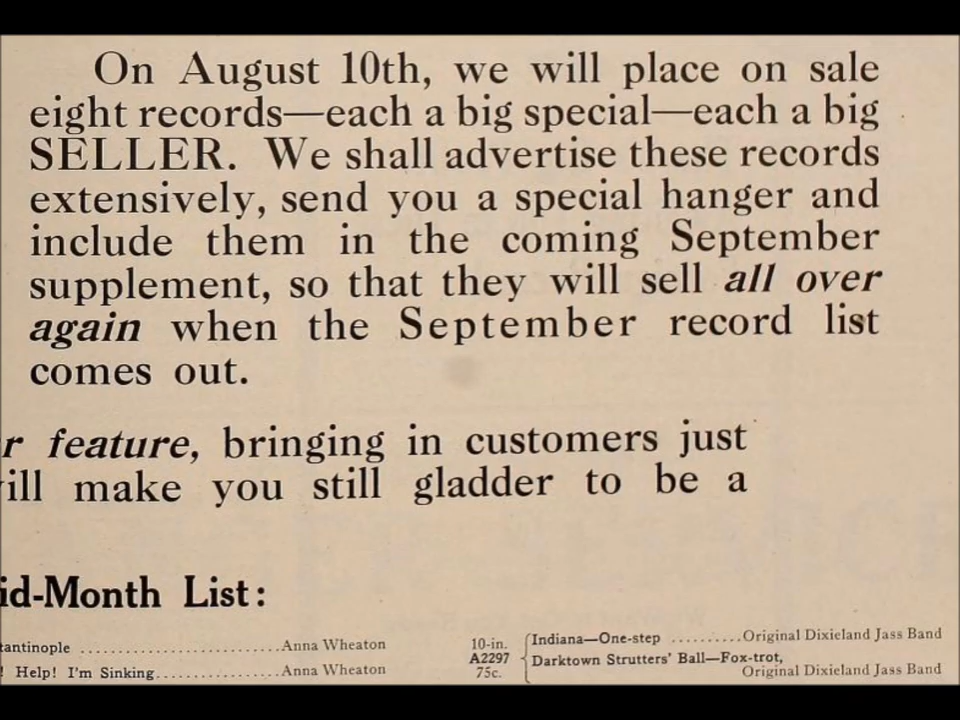 On August 10th, we will place on sale
eight records—each a big special—each a big
SELLER. We shall advertise these records
extensively, send you a special hanger and
include them in the coming September
supplement, so that they will sell all over
again when the September record list
comes out.
r feature, bringing in customers just
ill make you still gladder to be a
id-Month List:
tantinople ........................Anna Wheaton
! Help! I'm Sinking...............Anna Wheaton
10-in.
A2297
75c.
Indiana—One-step .........Original Dixieland Jass Band
Darktown Strutters' Ball—Fox-trot,
Original Dixieland Jass Band